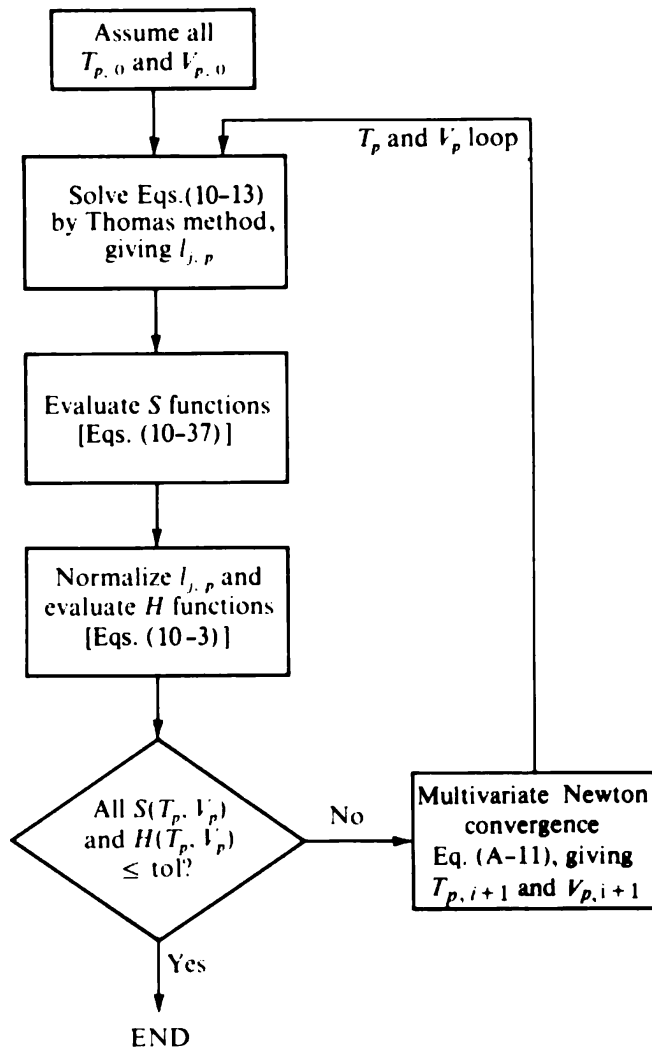 Assume all
T_{p, 0} and V_{p, 0}
T_p and V_p loop
Solve Eqs.(10-13)
by Thomas method,
giving l_{j, p}
Evaluate S functions
[Eqs. (10-37)]
Normalize l_{j, p} and
evaluate H functions
[Eqs. (10-3)]
All S(T_p, V_p)
and H(T_p, V_p)
≤ tol?
No
Multivariate Newton
convergence
Eq. (A-11), giving
T_{p, i+1} and V_{p, i+1}
Yes
END